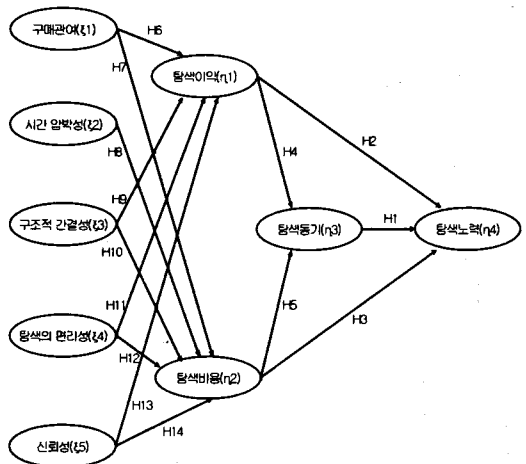 구매관여(ξ1)
H6
H7
탐색이익(η1)
시간 압박성(ξ2)
H8
H4
H2
H9
구조적 간결성(ξ3)
H10
탐색동기(η3)
H1
탐색노력(η4)
H11
탐색의 편리성(ξ4)
H12
H5
H3
탐색비용(η2)
H13
H14
신뢰성(ξ5)